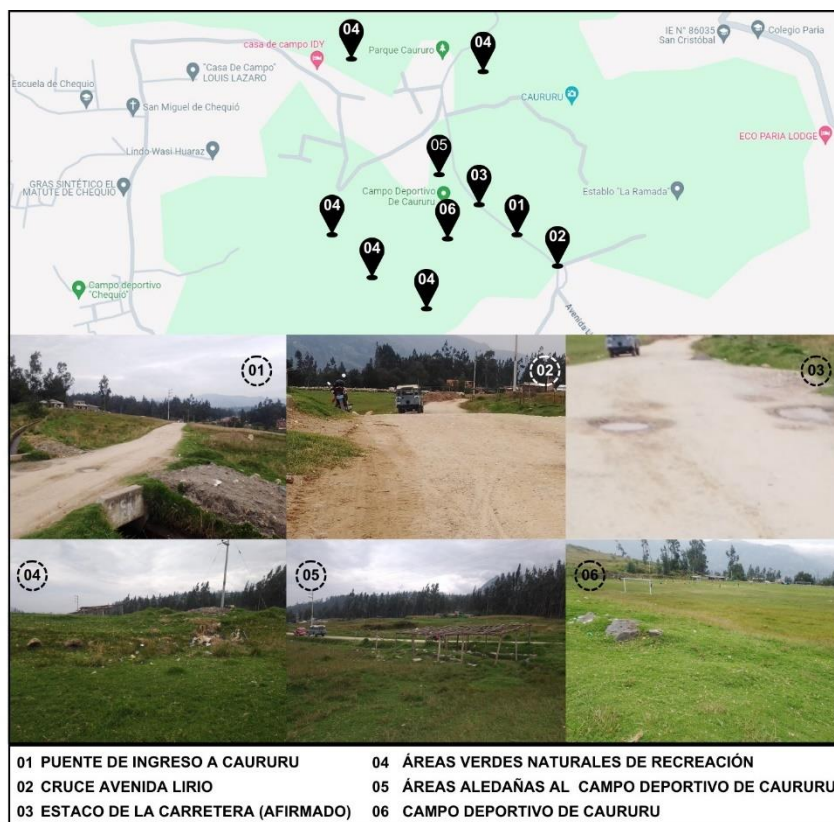 04
04
casa de campo IDY
Parque Caururo
IE N° 86035
San Cristóbal
Colegio Paria
"Casa De Campo"
LOUIS LAZARO
Escuela de Chequio
San Miguel de Chequió
CAURURU
ECO PARIA LODGE
Lindo Wasi Huaraz
05
03
GRAS SINTÉTICO EL
MATUTE DE CHEQUIO
Campo Deportivo
De Caururu
Establo "La Ramada"
04
06
01
02
04
04
Campo deportivo
"Chequió"
Avenida L
01
02
03
04
05
06
01 PUENTE DE INGRESO A CAURURU
02 CRUCE AVENIDA LIRIO
03 ESTACO DE LA CARRETERA (AFIRMADO)
04 ÁREAS VERDES NATURALES DE RECREACIÓN
05 ÁREAS ALEDAÑAS AL CAMPO DEPORTIVO DE CAURURU
06 CAMPO DEPORTIVO DE CAURURU